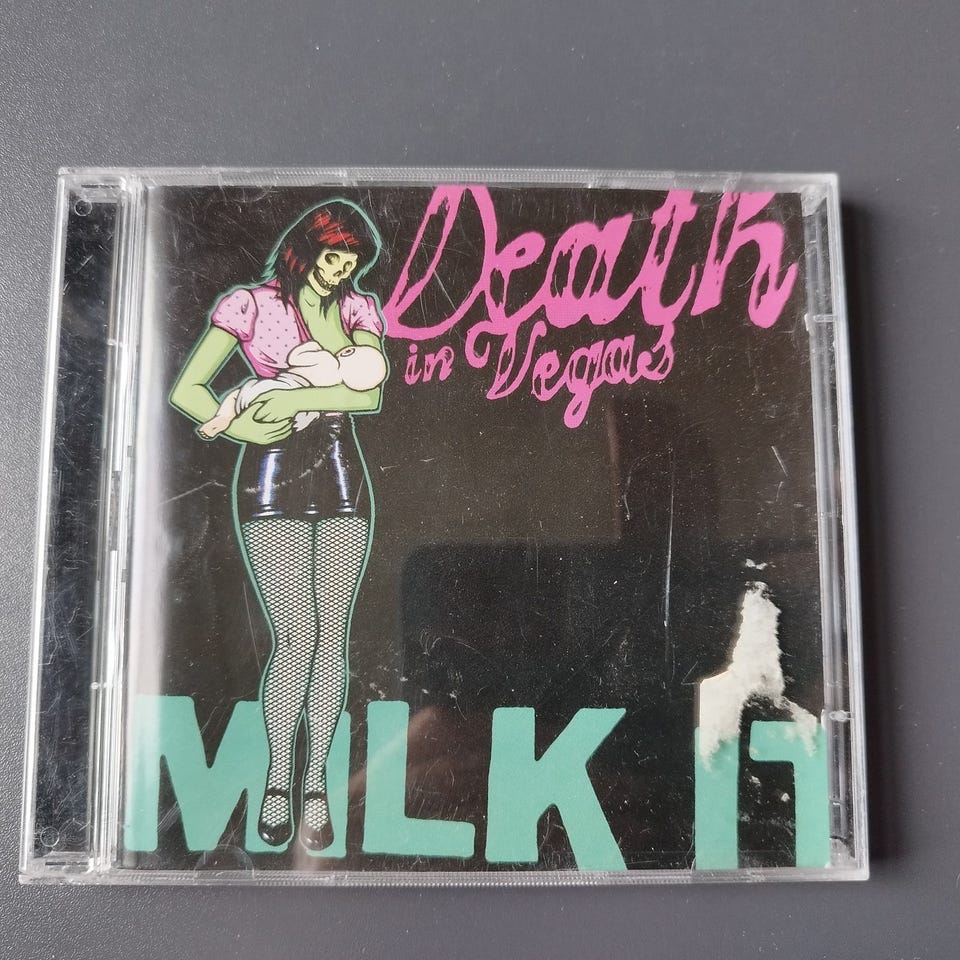 Death
in Vegas
MILK IT